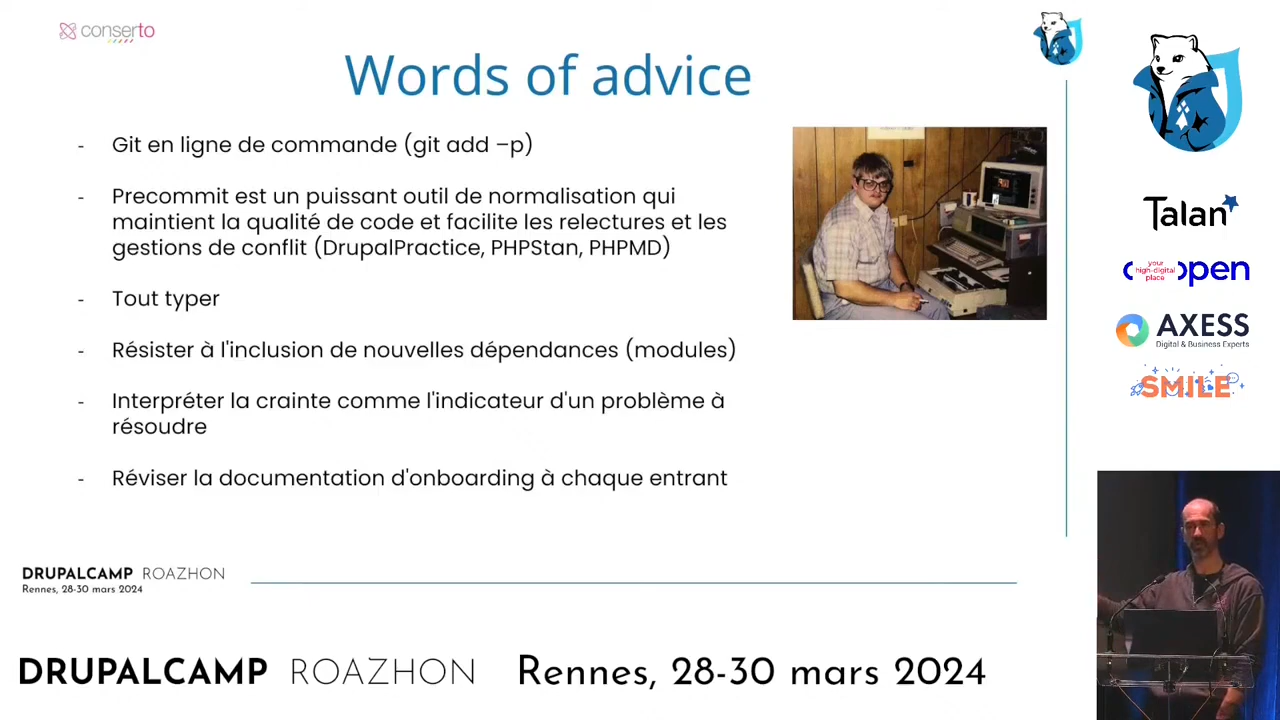 conserto
Words of advice
- Git en ligne de commande (git add –p)
- Precommit est un puissant outil de normalisation qui
maintient la qualité de code et facilite les relectures et les
gestions de conflit (DrupalPractice, PHPStan, PHPMD)
- Tout typer
- Résister à l'inclusion de nouvelles dépendances (modules)
- Interpréter la crainte comme l'indicateur d'un problème à
résoudre
- Réviser la documentation d'onboarding à chaque entrant
DRUPALCAMP ROAZHON
Rennes, 28-30 mars 2024
Talan
your
high-digital
place
open
AXESS
Digital & Business Experts
SMILE
DRUPALCAMP ROAZHON Rennes, 28-30 mars 2024